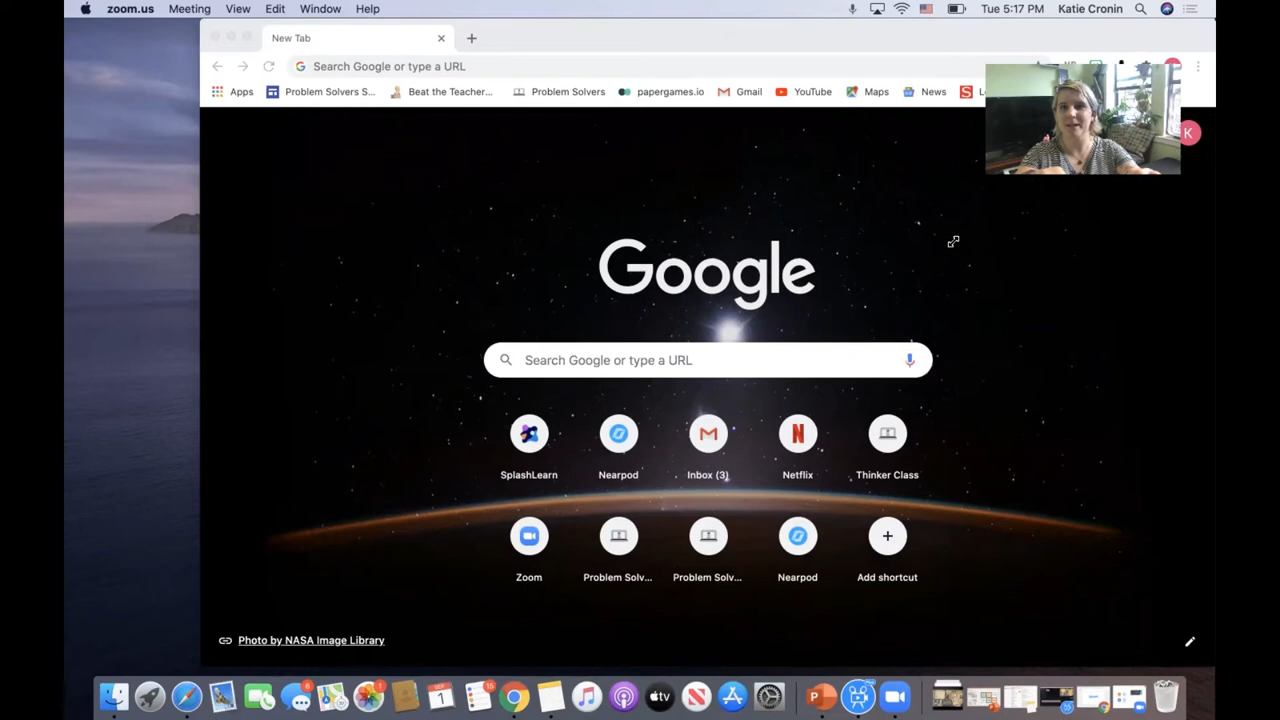 zoom.us Meeting View Edit Window Help Tue 5:17 PM Katie Cronin
New Tab
Search Google or type a URL
Apps Problem Solvers S... Beat the Teacher... Problem Solvers papergames.io Gmail YouTube Maps News
K
Google
Search Google or type a URL
SplashLearn Nearpod Inbox (3) Netflix Thinker Class
Zoom Problem Solv... Problem Solv... Nearpod Add shortcut
Photo by NASA Image Library
SEP
1
tv